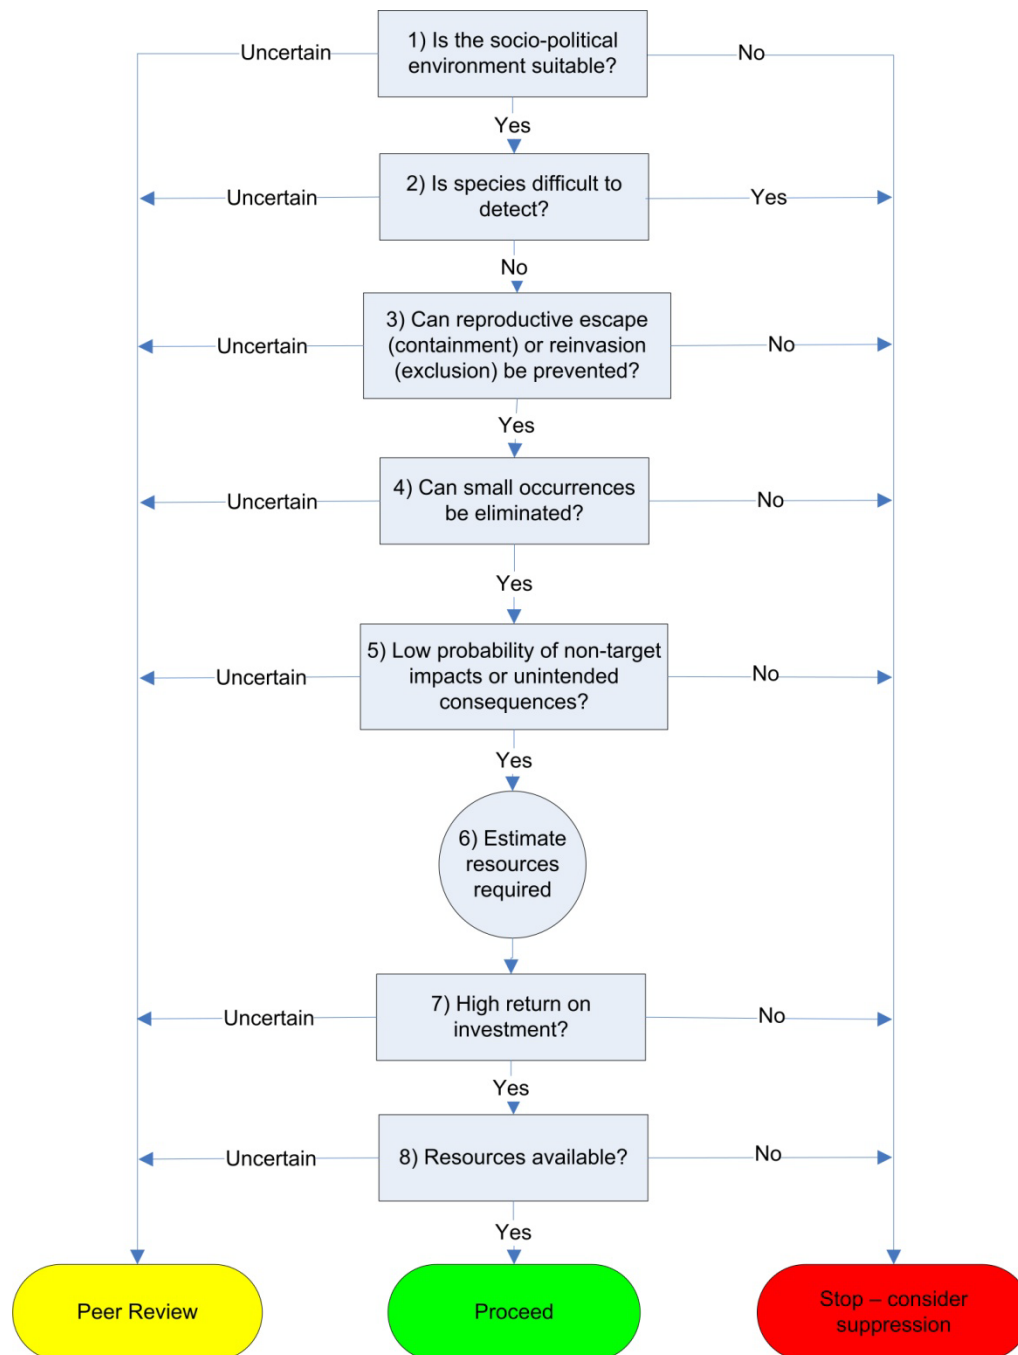 1) Is the socio-political
environment suitable?
Uncertain
No
Yes
2) Is species difficult to
detect?
Uncertain
Yes
No
3) Can reproductive escape
(containment) or reinvasion
(exclusion) be prevented?
Uncertain
No
Yes
4) Can small occurrences
be eliminated?
Uncertain
No
Yes
5) Low probability of non-target
impacts or unintended
consequences?
Uncertain
No
Yes
6) Estimate
resources
required
7) High return on
investment?
Uncertain
No
Yes
8) Resources available?
Uncertain
No
Yes
Peer Review
Proceed
Stop – consider
suppression